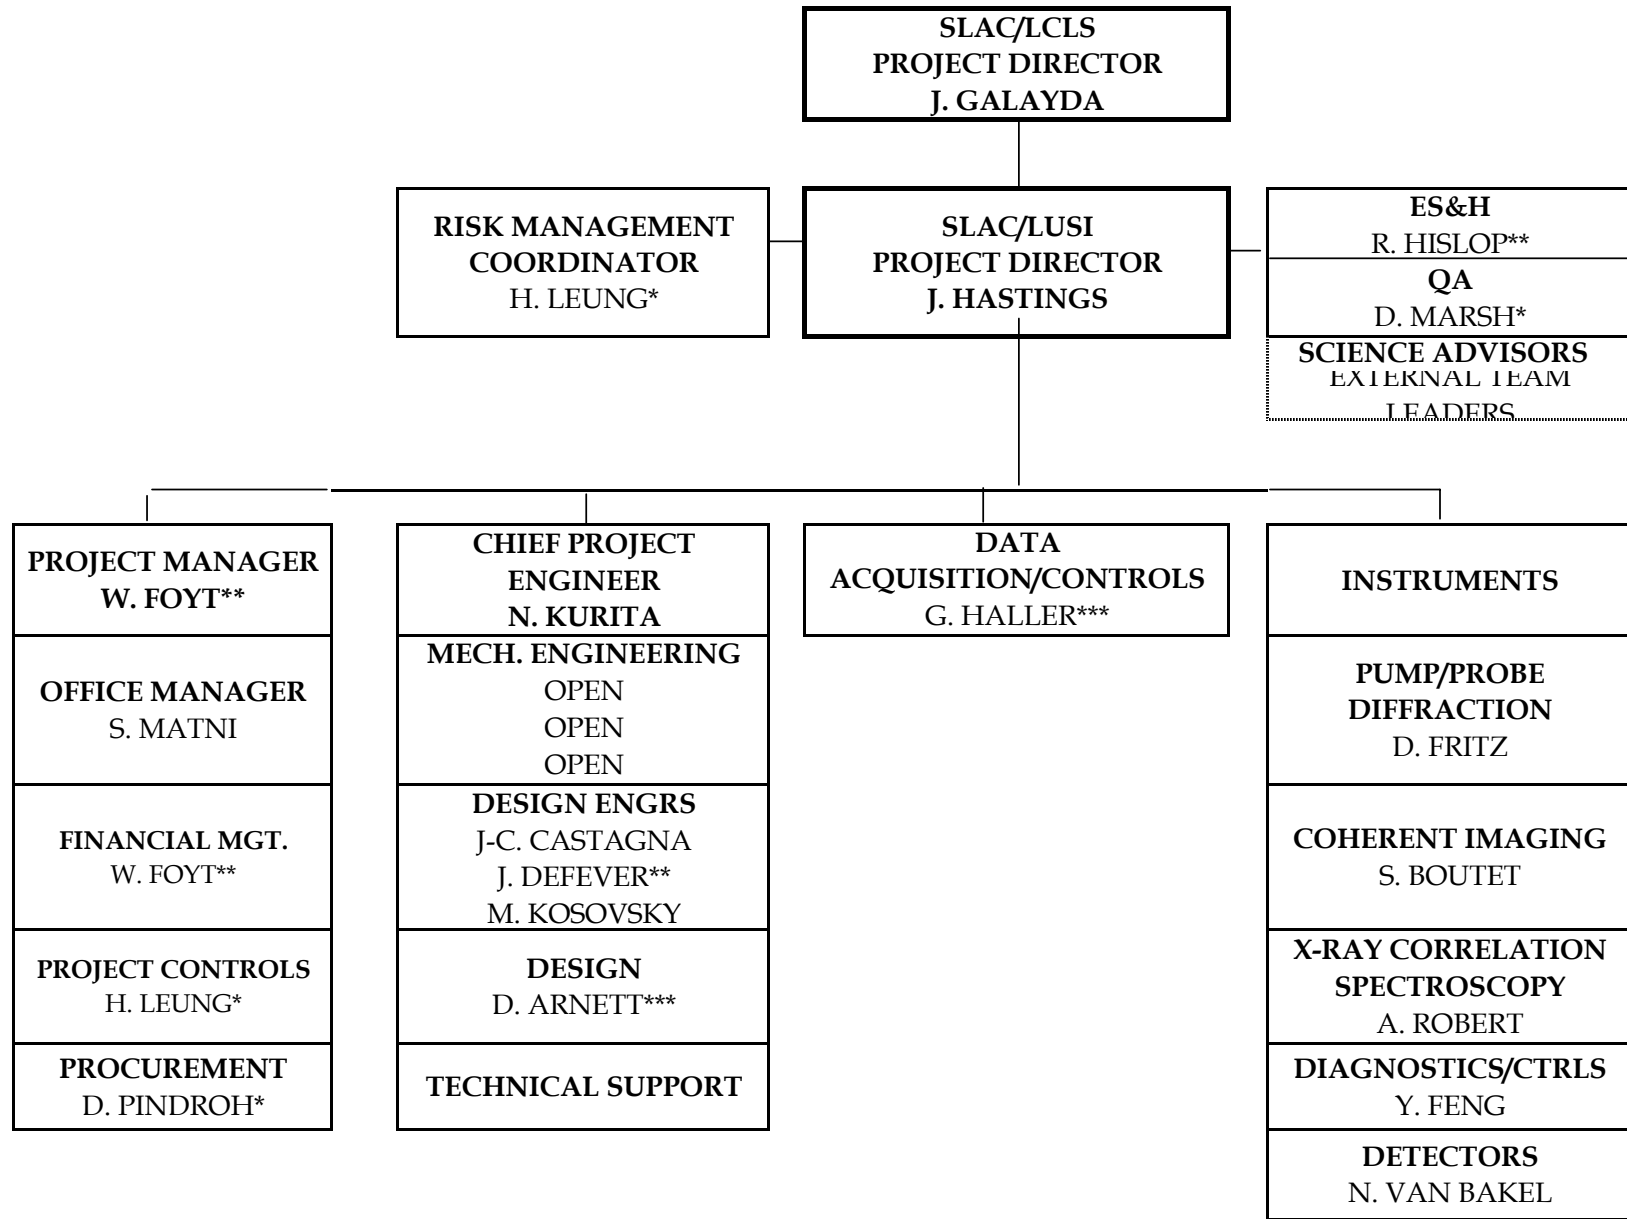 SLAC/LCLS
PROJECT DIRECTOR
J. GALAYDA
RISK MANAGEMENT
COORDINATOR
H. LEUNG*
SLAC/LUSI
PROJECT DIRECTOR
J. HASTINGS
ES&H
R. HISLOP**
QA
D. MARSH*
SCIENCE ADVISORS
EXTERNAL TEAM
LEADERS
PROJECT MANAGER
W. FOYT**
OFFICE MANAGER
S. MATNI
FINANCIAL MGT.
W. FOYT**
PROJECT CONTROLS
H. LEUNG*
PROCUREMENT
D. PINDROH*
CHIEF PROJECT
ENGINEER
N. KURITA
MECH. ENGINEERING
OPEN
OPEN
OPEN
DESIGN ENGRS
J-C. CASTAGNA
J. DEFEVER**
M. KOSOVSKY
DESIGN
D. ARNETT***
TECHNICAL SUPPORT
DATA
ACQUISITION/CONTROLS
G. HALLER***
INSTRUMENTS
PUMP/PROBE
DIFFRACTION
D. FRITZ
COHERENT IMAGING
S. BOUTET
X-RAY CORRELATION
SPECTROSCOPY
A. ROBERT
DIAGNOSTICS/CTRLS
Y. FENG
DETECTORS
N. VAN BAKEL